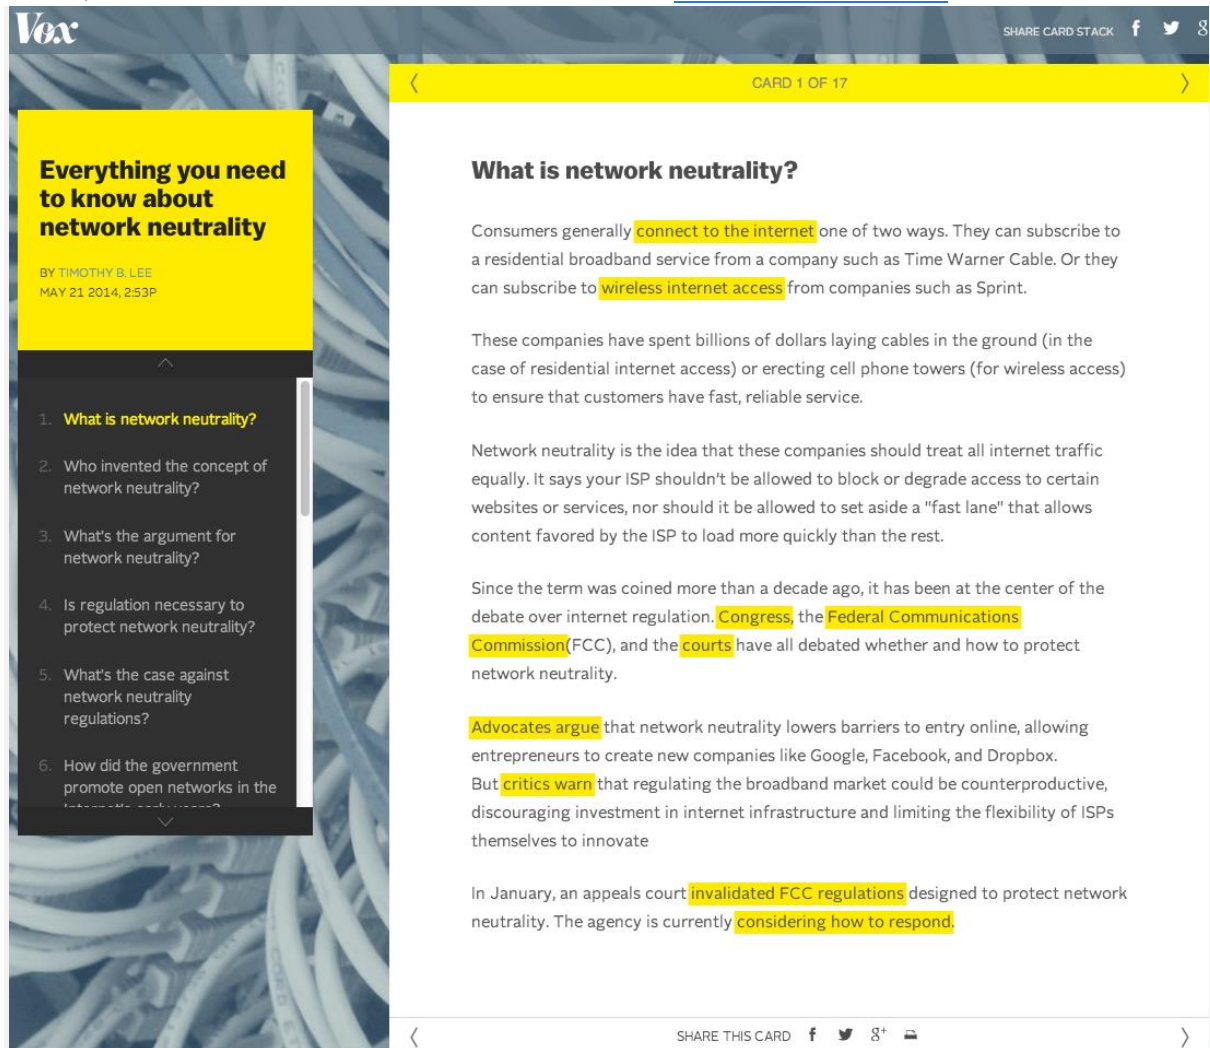 Vox
SHARE CARD STACK
CARD 1 OF 17
Everything you need
to know about
network neutrality
BY TIMOTHY B. LEE
MAY 21 2014, 2:53P
1. What is network neutrality?
2. Who invented the concept of
network neutrality?
3. What's the argument for
network neutrality?
4. Is regulation necessary to
protect network neutrality?
5. What's the case against
network neutrality
regulations?
6. How did the government
promote open networks in the
Internet's early years?
What is network neutrality?
Consumers generally connect to the internet one of two ways. They can subscribe to
a residential broadband service from a company such as Time Warner Cable. Or they
can subscribe to wireless internet access from companies such as Sprint.
These companies have spent billions of dollars laying cables in the ground (in the
case of residential internet access) or erecting cell phone towers (for wireless access)
to ensure that customers have fast, reliable service.
Network neutrality is the idea that these companies should treat all internet traffic
equally. It says your ISP shouldn't be allowed to block or degrade access to certain
websites or services, nor should it be allowed to set aside a "fast lane" that allows
content favored by the ISP to load more quickly than the rest.
Since the term was coined more than a decade ago, it has been at the center of the
debate over internet regulation. Congress, the Federal Communications
Commission(FCC), and the courts have all debated whether and how to protect
network neutrality.
Advocates argue that network neutrality lowers barriers to entry online, allowing
entrepreneurs to create new companies like Google, Facebook, and Dropbox.
But critics warn that regulating the broadband market could be counterproductive,
discouraging investment in internet infrastructure and limiting the flexibility of ISPs
themselves to innovate
In January, an appeals court invalidated FCC regulations designed to protect network
neutrality. The agency is currently considering how to respond.
SHARE THIS CARD